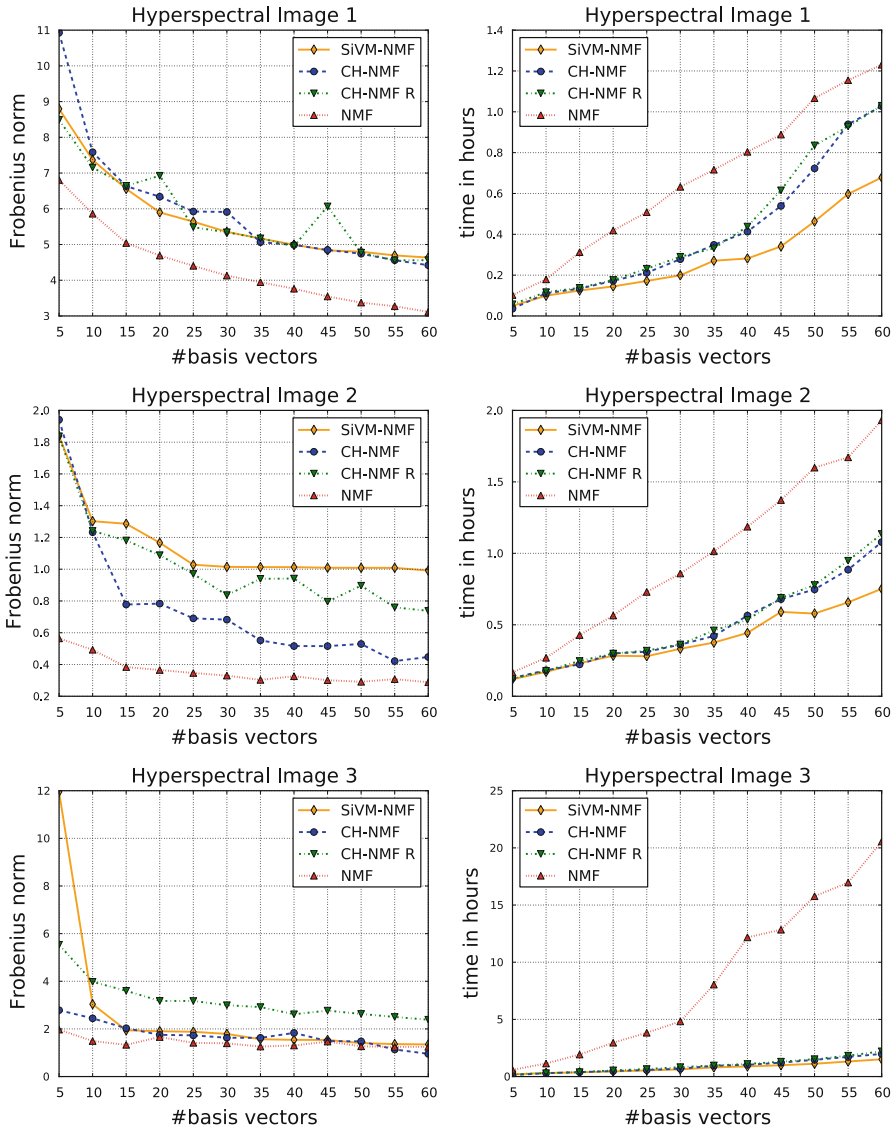 Hyperspectral Image 1
Frobenius norm
11
10
9
8
7
6
5
4
3
SiVM-NMF
CH-NMF
CH-NMF R
NMF
5 10 15 20 25 30 35 40 45 50 55 60
#basis vectors
Hyperspectral Image 1
time in hours
1.4
1.2
1.0
0.8
0.6
0.4
0.2
0.0
SiVM-NMF
CH-NMF
CH-NMF R
NMF
5 10 15 20 25 30 35 40 45 50 55 60
#basis vectors
Hyperspectral Image 2
Frobenius norm
2.0
1.8
1.6
1.4
1.2
1.0
0.8
0.6
0.4
0.2
SiVM-NMF
CH-NMF
CH-NMF R
NMF
5 10 15 20 25 30 35 40 45 50 55 60
#basis vectors
Hyperspectral Image 2
time in hours
2.0
1.5
1.0
0.5
0.0
SiVM-NMF
CH-NMF
CH-NMF R
NMF
5 10 15 20 25 30 35 40 45 50 55 60
#basis vectors
Hyperspectral Image 3
Frobenius norm
12
10
8
6
4
2
0
SiVM-NMF
CH-NMF
CH-NMF R
NMF
5 10 15 20 25 30 35 40 45 50 55 60
#basis vectors
Hyperspectral Image 3
time in hours
25
20
15
10
5
0
SiVM-NMF
CH-NMF
CH-NMF R
NMF
5 10 15 20 25 30 35 40 45 50 55 60
#basis vectors